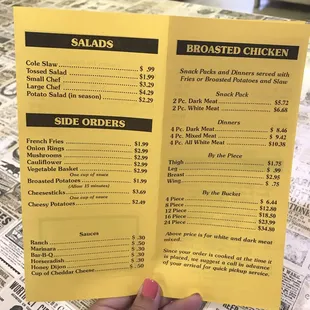 SALADS
Cole Slaw $ .99
Tossed Salad $1.99
Small Chef $3.29
Large Chef $4.29
Potato Salad (in season) $2.29
SIDE ORDERS
French Fries $1.99
Onion Rings $2.99
Mushrooms $2.99
Cauliflower $2.99
Vegetable Basket $2.99
One cup of sauce
Broasted Potatoes $1.99
(Allow 15 minutes)
Cheesesticks $3.69
One cup of sauce
Cheesy Potatoes $2.49
Sauces
Ranch $ .50
Marinara $ .50
Bar-B-Q $ .30
Horseradish $ .30
Honey Dijon $ .50
Cup of Cheddar Cheese
BROASTED CHICKEN
Snack Packs and Dinners served with
Fries or Broasted Potatoes and Slaw
Snack Pack
2 Pc. Dark Meat $5.72
2 Pc. White Meat $6.68
Dinners
4 Pc. Dark Meat $ 8.46
4 Pc. Mixed $ 9.42
4 Pc. All White Meat $10.38
By the Piece
Thigh $1.75
Leg $ .99
Breast $2.95
Wing $ .75
By the Bucket
4 Piece $ 6.44
8 Piece $12.88
12 Piece $18.50
16 Piece $23.99
24 Piece $34.80
Above price is for white and dark meat
mixed.
Since your order is cooked at the time it
is placed, we suggest a call in advance
of your arrival for quick pickup service.